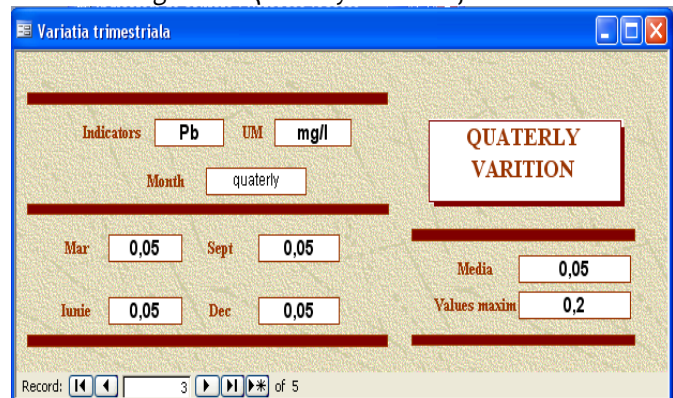 Variatia trimestriala
Indicators Pb UM mg/l
Month quaterly
QUATERLY
VARITION
Mar 0,05 Sept 0,05
Iunie 0,05 Dec 0,05
Media 0,05
Values maxim 0,2
Record: 3 of 5